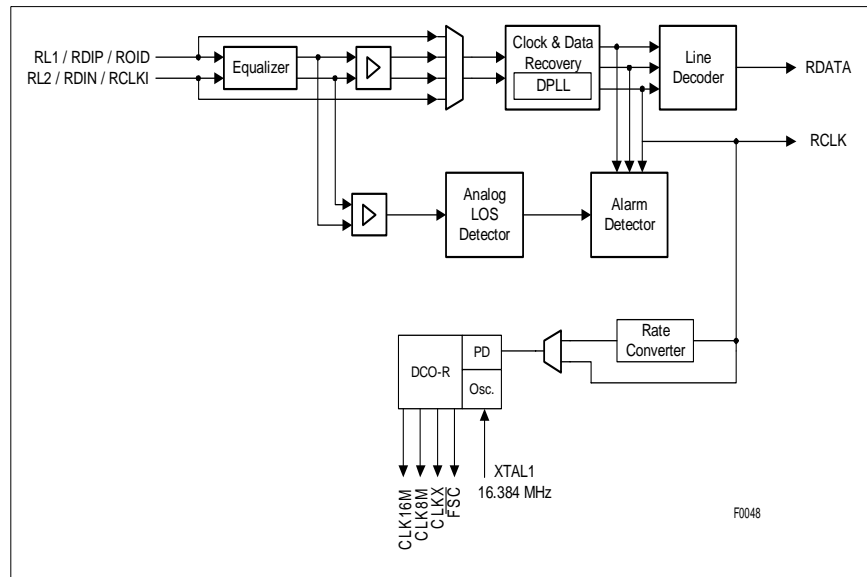 RL1 / RDIP / ROID
RL2 / RDIN / RCLKI
Equalizer
Clock & Data
Recovery
DPLL
Line
Decoder
RDATA
RCLK
Analog
LOS
Detector
Alarm
Detector
Rate
Converter
DCO-R
PD
Osc.
XTAL1
16.384 MHz
CLK16M
CLK8M
CLKX
FSC
F0048